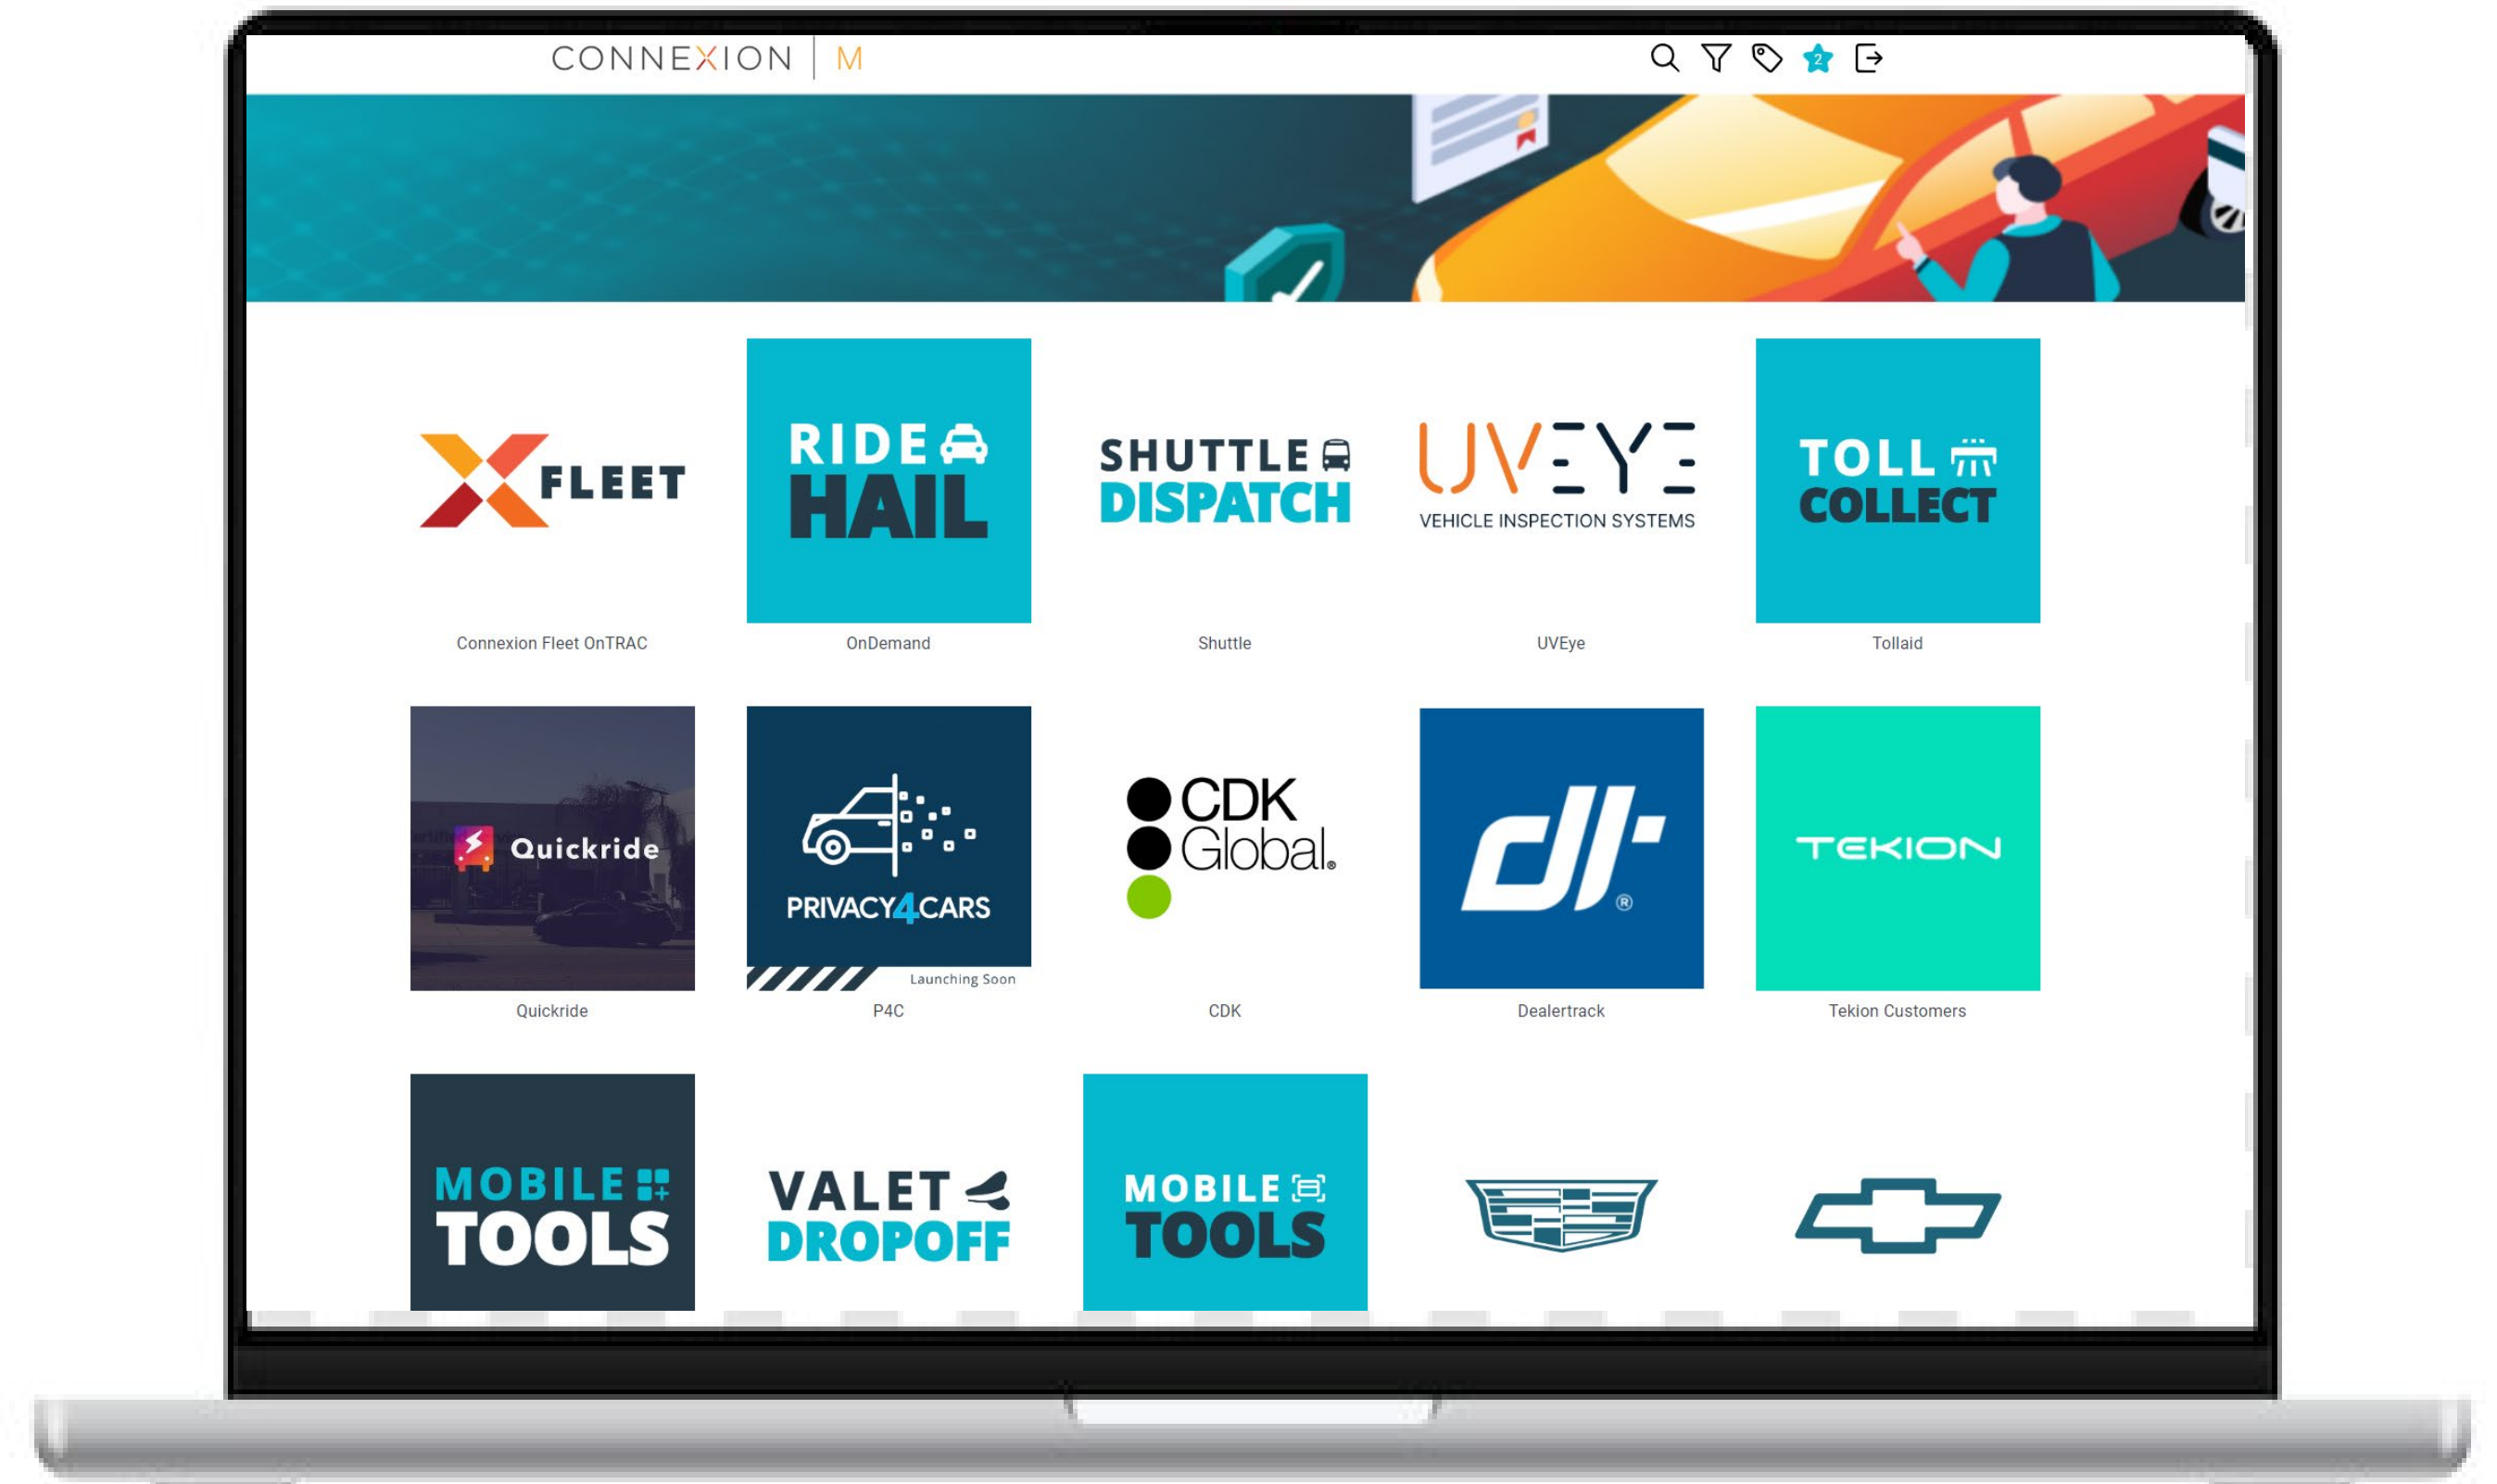 CONNEXION | M
2
FLEET
RIDE
HAIL
SHUTTLE
DISPATCH
UVEYE
VEHICLE INSPECTION SYSTEMS
TOLL
COLLECT
Connexion Fleet OnTRAC
OnDemand
Shuttle
UVEye
Tollaid
Quickride
PRIVACY4CARS
Launching Soon
CDK
Global®
dt®
TEKION
Quickride
P4C
CDK
Dealertrack
Tekion Customers
MOBILE
TOOLS
VALET
DROPOFF
MOBILE
TOOLS